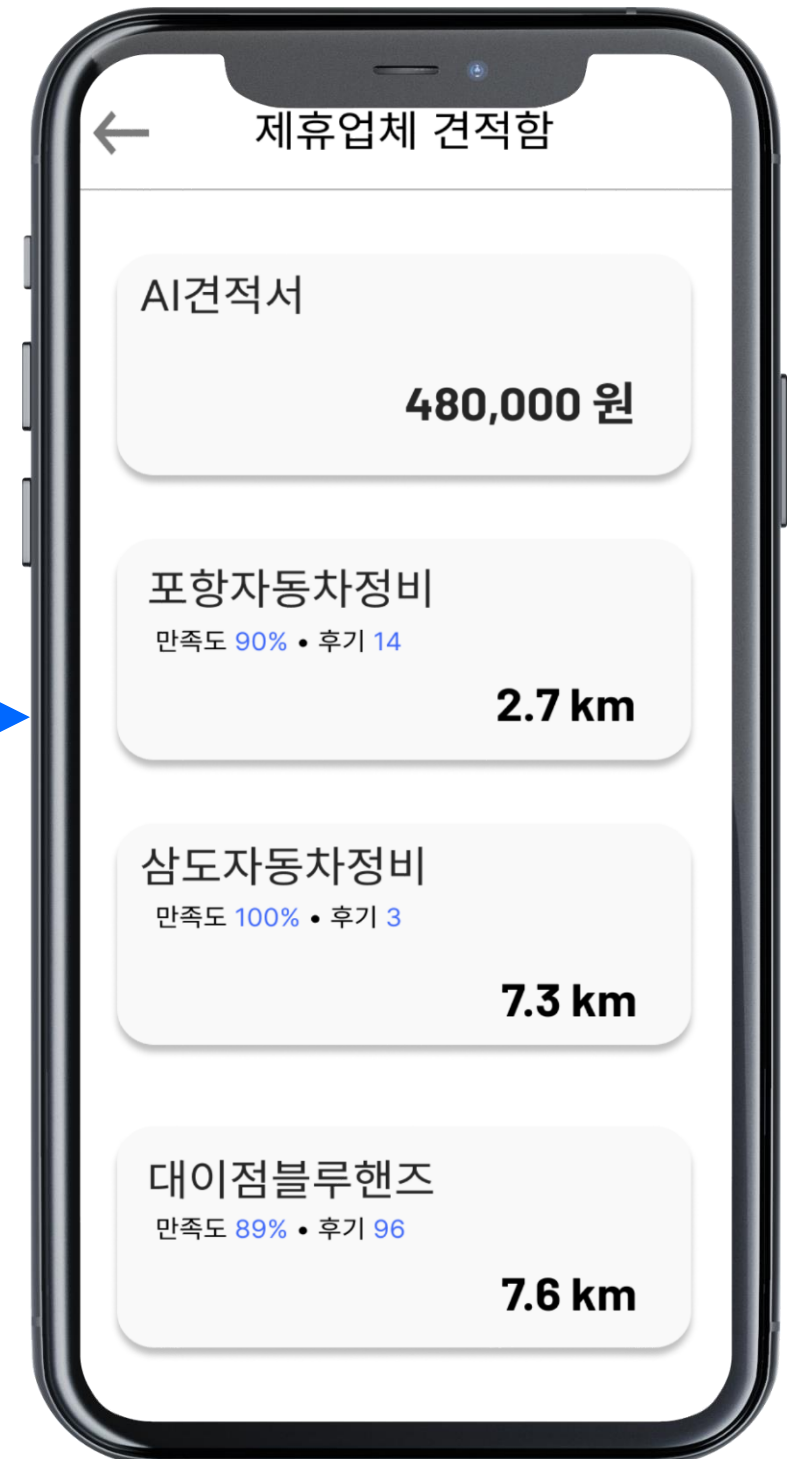 제휴업체 견적함
AI견적서
480,000 원
포항자동차정비
만족도 90% • 후기 14
2.7 km
삼도자동차정비
만족도 100% • 후기 3
7.3 km
대이점블루핸즈
만족도 89% • 후기 96
7.6 km